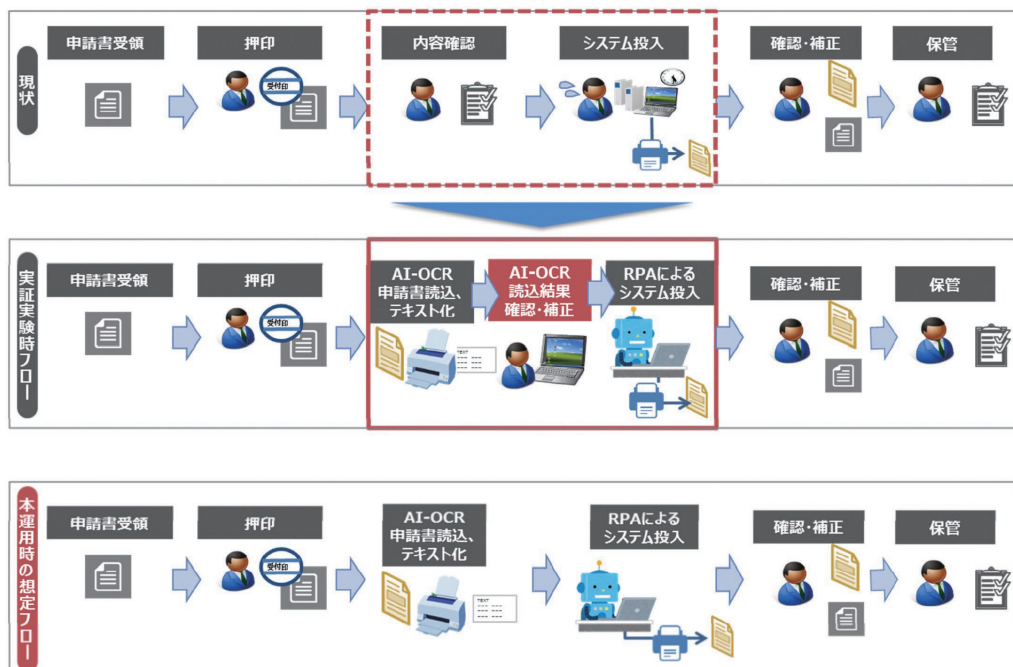 現状
申請書受領
押印
受付印
内容確認
システム投入
確認・補正
保管
実証実験時フロー
申請書受領
押印
受付印
AI-OCR
申請書読込、
テキスト化
TEXT
AI-OCR
読込結果
確認・補正
RPAによる
システム投入
確認・補正
保管
本運用時の想定フロー
申請書受領
押印
受付印
AI-OCR
申請書読込、
テキスト化
TEXT
RPAによる
システム投入
確認・補正
保管